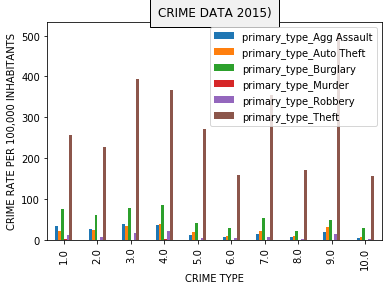 CRIME DATA 2015)
CRIME RATE PER 100,000 INHABITANTS
500
400
300
200
100
0
primary_type_Agg Assault
primary_type_Auto Theft
primary_type_Burglary
primary_type_Murder
primary_type_Robbery
primary_type_Theft
1.0
2.0
3.0
4.0
5.0
6.0
7.0
8.0
9.0
10.0
CRIME TYPE